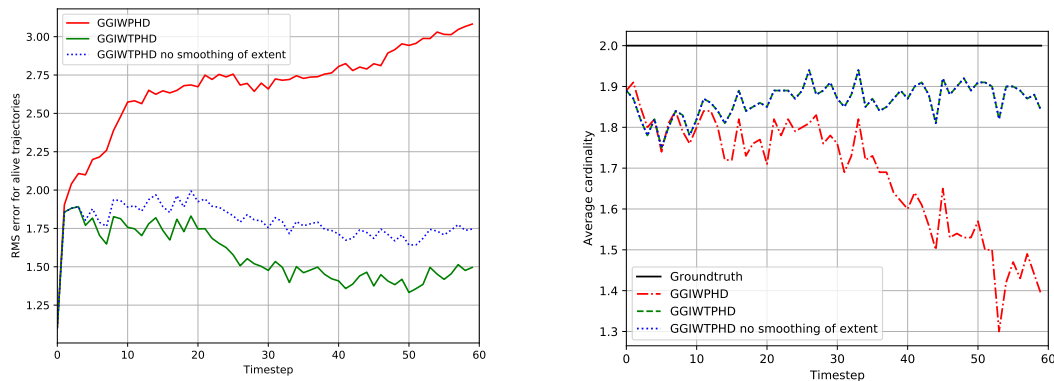 GGIWPHD
GGIWTPHD
GGIWTPHD no smoothing of extent
RMS error for alive trajectories
3.00
2.75
2.50
2.25
2.00
1.75
1.50
1.25
0 10 20 30 40 50 60
Timestep
Average cardinality
2.0
1.9
1.8
1.7
1.6
1.5
1.4
1.3
Groundtruth
GGIWPHD
GGIWTPHD
GGIWTPHD no smoothing of extent
0 10 20 30 40 50 60
Timestep